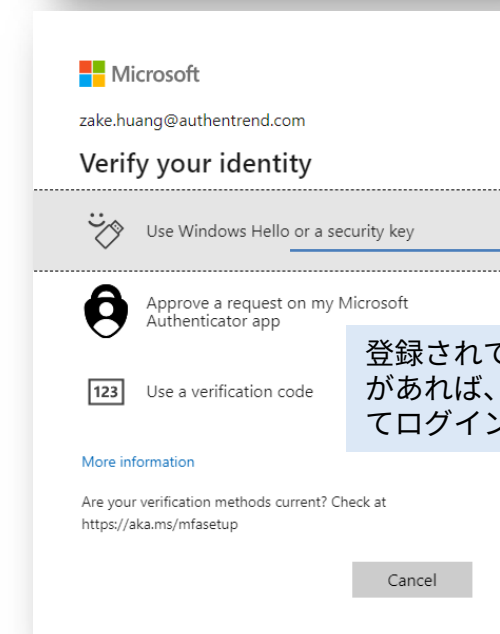 Microsoft
zake.huang@authentrend.com
Verify your identity
Use Windows Hello or a security key
Approve a request on my Microsoft
Authenticator app
登録されて
があれば、
てログイン
123
Use a verification code
More information
Are your verification methods current? Check at
https://aka.ms/mfasetup
Cancel